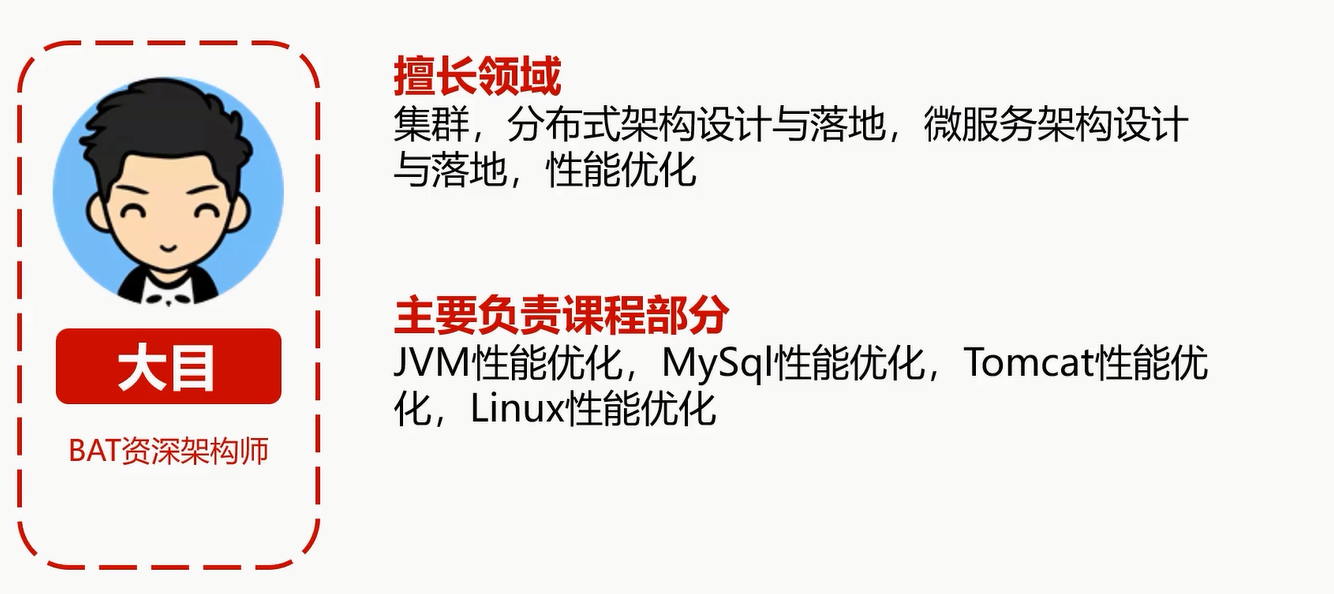 大目
BAT资深架构师
擅长领域
集群，分布式架构设计与落地，微服务架构设计
与落地，性能优化
主要负责课程部分
JVM性能优化，MySql性能优化，Tomcat性能优
化，Linux性能优化